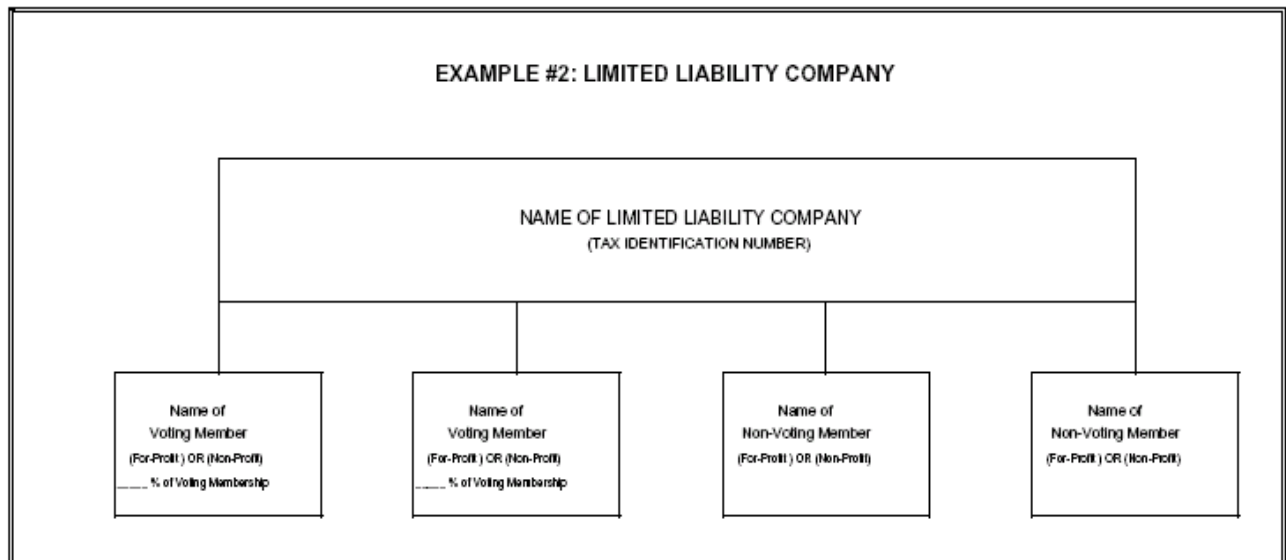 EXAMPLE #2: LIMITED LIABILITY COMPANY
NAME OF LIMITED LIABILITY COMPANY
(TAX IDENTIFICATION NUMBER)
Name of
Voting Member
(For-Profit ) OR (Non-Profit)
_____ % of Voting Membership
Name of
Voting Member
(For-Profit ) OR (Non-Profit)
_____ % of Voting Membership
Name of
Non-Voting Member
(For-Profit ) OR (Non-Profit)
Name of
Non-Voting Member
(For-Profit ) OR (Non-Profit)